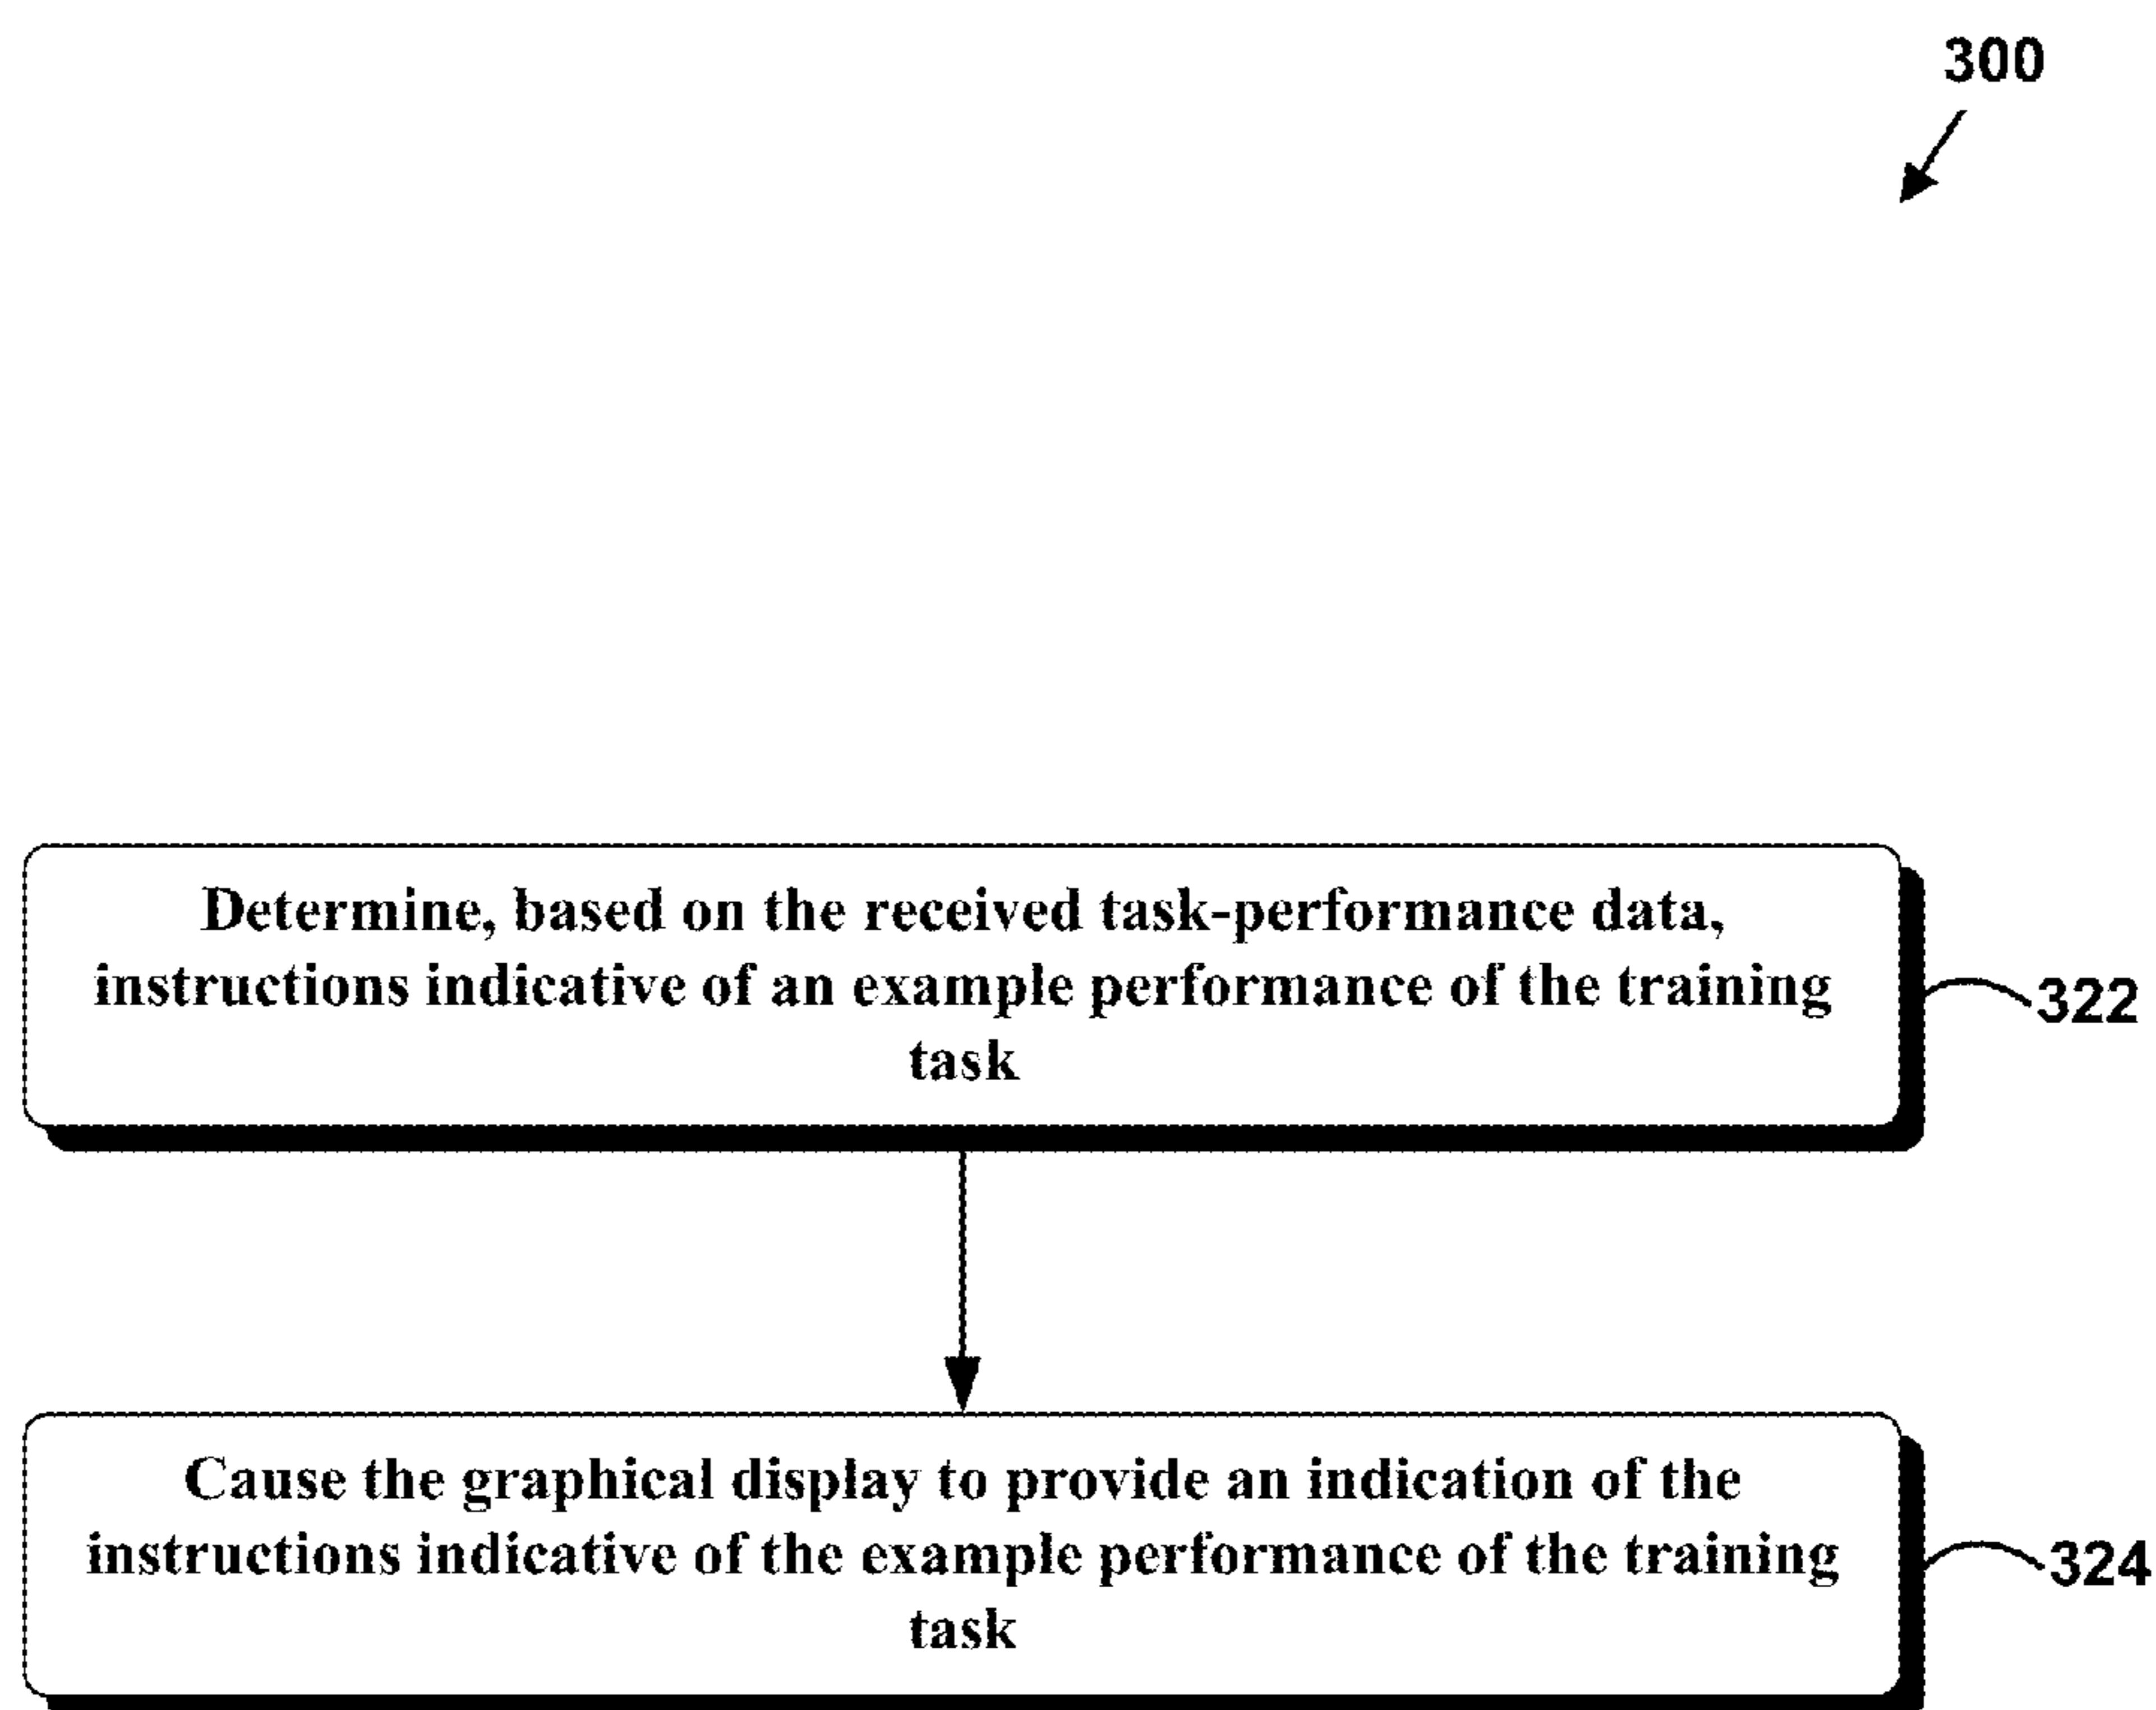 300
Determine, based on the received task-performance data,
instructions indicative of an example performance of the training
task
322
Cause the graphical display to provide an indication of the
instructions indicative of the example performance of the training
task
324